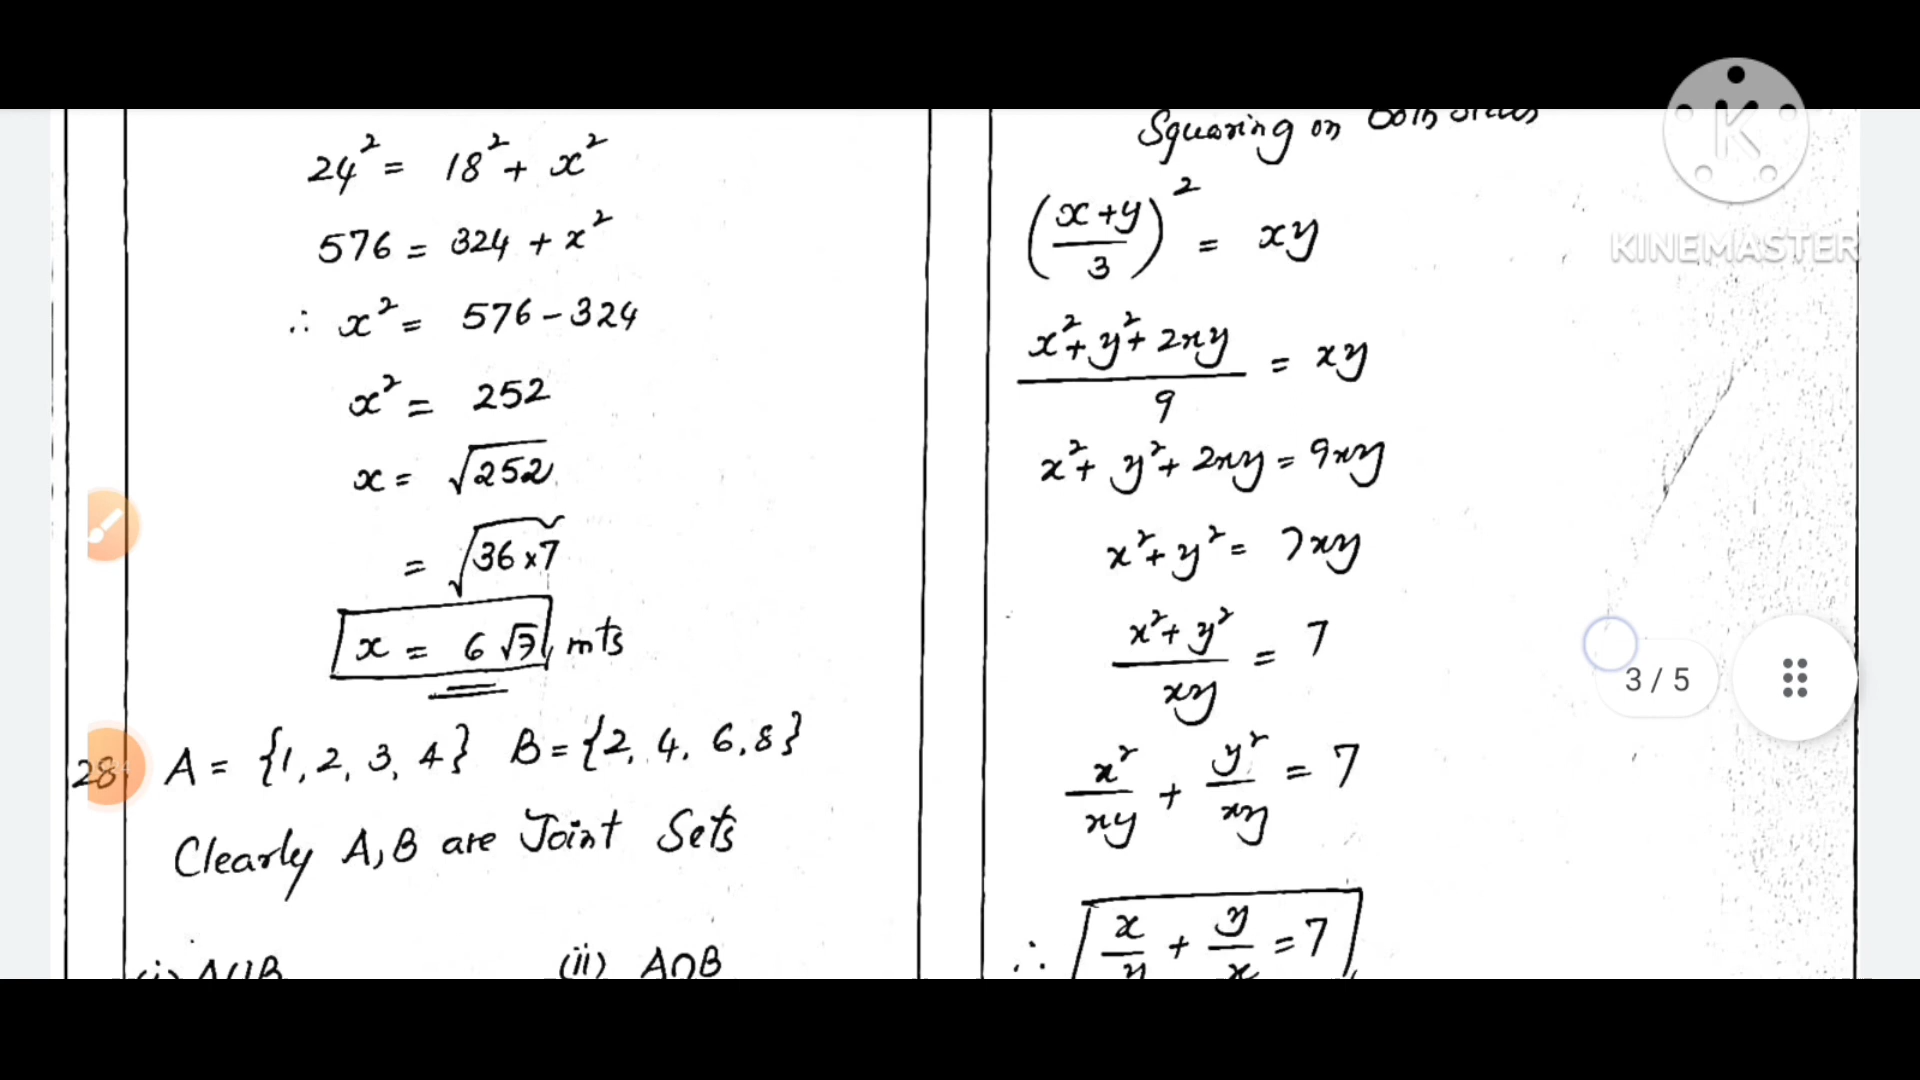 24² = 18² + x²
576 = 324 + x²
∴ x² = 576 - 324
x² = 252
x = √252
= √36×7
x = 6√7 mts
28. A = {1, 2, 3, 4} B = {2, 4, 6, 8}
Clearly A, B are Joint Sets
(i) A∪B (ii) A∩B
Squaring on both sides
((x+y)/3)² = xy
(x²+y²+2xy)/9 = xy
x²+y²+2xy = 9xy
x²+y² = 7xy
(x²+y²)/xy = 7
x²/xy + y²/xy = 7
∴ x/y + y/x = 7
KINEMASTER
3 / 5